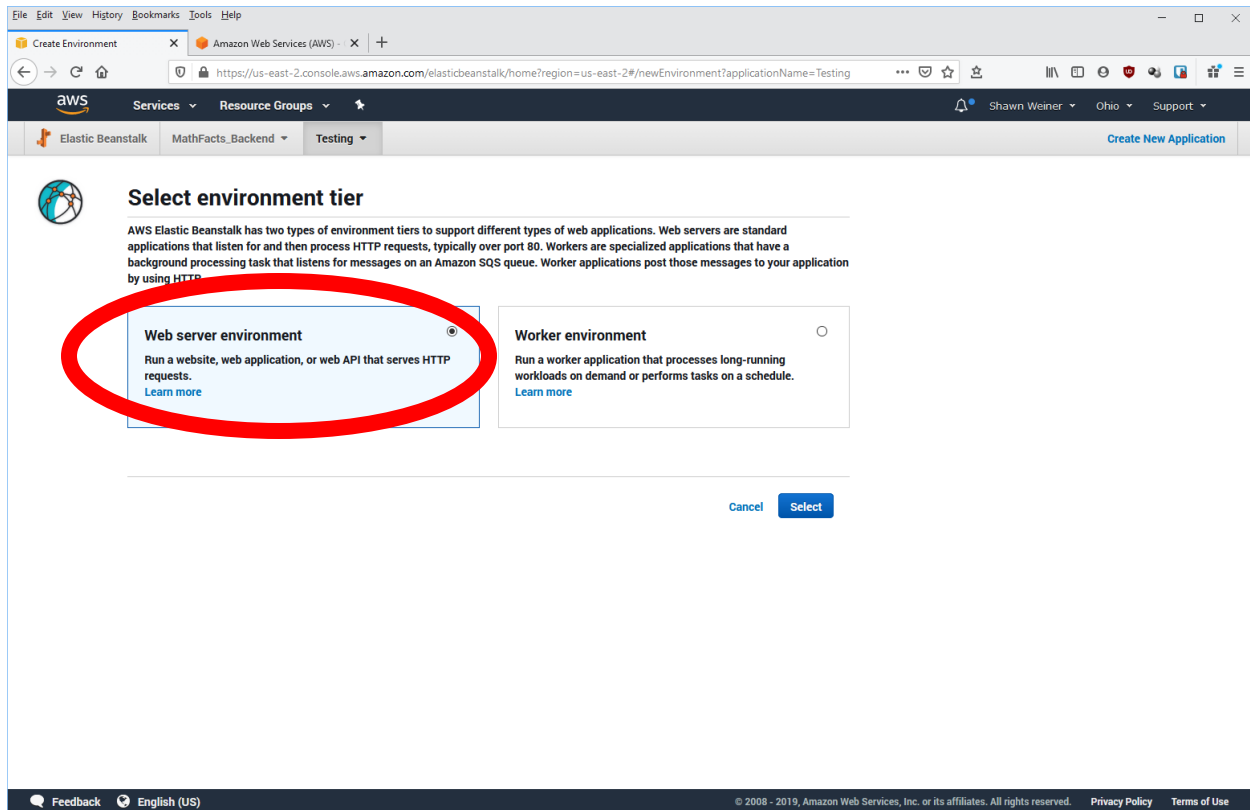 File Edit View History Bookmarks Tools Help
Create Environment Amazon Web Services (AWS) -
https://us-east-2.console.aws.amazon.com/elasticbeanstalk/home?region=us-east-2#/newEnvironment?applicationName=Testing
aws Services Resource Groups Shawn Weiner Ohio Support
Elastic Beanstalk MathFacts_Backend Testing Create New Application
Select environment tier
AWS Elastic Beanstalk has two types of environment tiers to support different types of web applications. Web servers are standard
applications that listen for and then process HTTP requests, typically over port 80. Workers are specialized applications that have a
background processing task that listens for messages on an Amazon SQS queue. Worker applications post those messages to your application
by using HTTP
Web server environment
Run a website, web application, or web API that serves HTTP
requests.
Learn more
Worker environment
Run a worker application that processes long-running
workloads on demand or performs tasks on a schedule.
Learn more
Cancel Select
Feedback English (US) © 2008 - 2019, Amazon Web Services, Inc. or its affiliates. All rights reserved. Privacy Policy Terms of Use